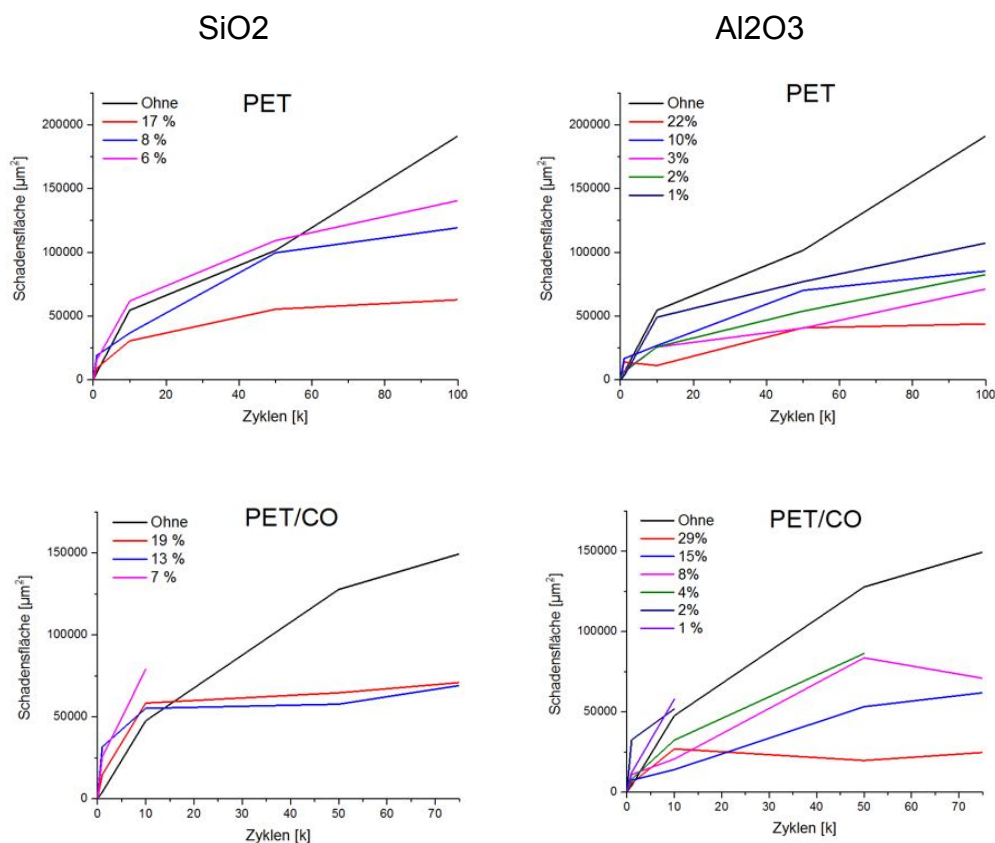 SiO2
Al2O3
PET
Ohne
17 %
8 %
6 %
200000
150000
100000
50000
0
Schadensfläche [µm²]
0 20 40 60 80 100
Zyklen [k]
PET
Ohne
22%
10%
3%
2%
1%
200000
150000
100000
50000
0
Schadensfläche [µm²]
0 20 40 60 80 100
Zyklen [k]
PET/CO
Ohne
19 %
13 %
7 %
150000
100000
50000
0
Schadensfläche [µm²]
0 10 20 30 40 50 60 70
Zyklen [k]
PET/CO
Ohne
29%
15%
8%
4%
2%
1 %
150000
100000
50000
0
Schadensfläche [µm²]
0 10 20 30 40 50 60 70
Zyklen [k]